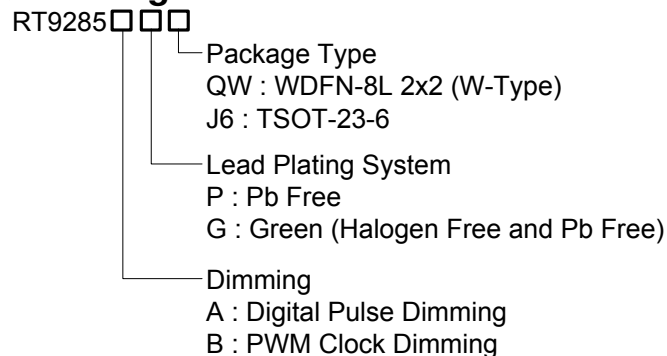 RT9285
Package Type
QW : WDFN-8L 2x2 (W-Type)
J6 : TSOT-23-6
Lead Plating System
P : Pb Free
G : Green (Halogen Free and Pb Free)
Dimming
A : Digital Pulse Dimming
B : PWM Clock Dimming